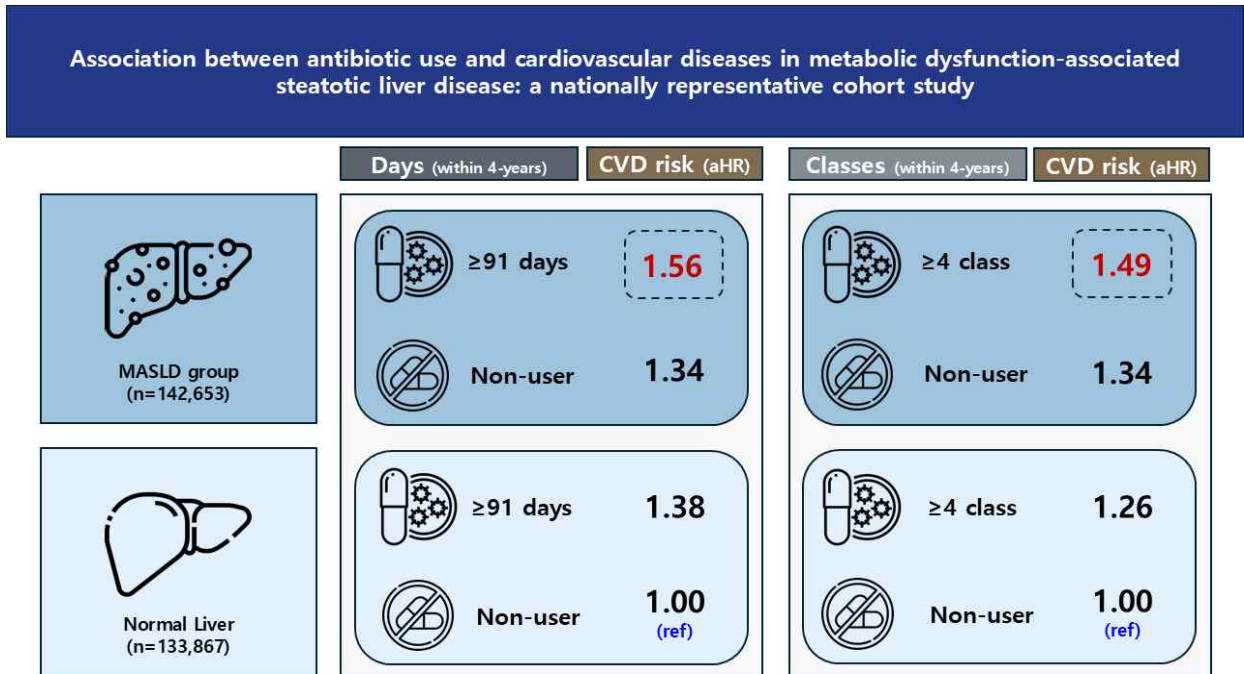 Association between antibiotic use and cardiovascular diseases in metabolic dysfunction-associated
steatotic liver disease: a nationally representative cohort study
Days (within 4-years)
CVD risk (aHR)
Classes (within 4-years)
CVD risk (aHR)
MASLD group
(n=142,653)
≥91 days
1.56
Non-user
1.34
≥4 class
1.49
Non-user
1.34
Normal Liver
(n=133,867)
≥91 days
1.38
Non-user
1.00
(ref)
≥4 class
1.26
Non-user
1.00
(ref)